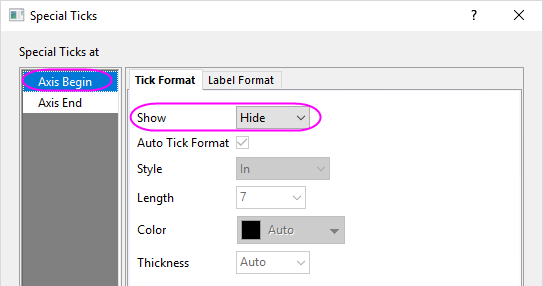 Special Ticks
Special Ticks at
Axis Begin
Axis End
Tick Format Label Format
Show Hide
Auto Tick Format
Style In
Length 7
Color Auto
Thickness Auto